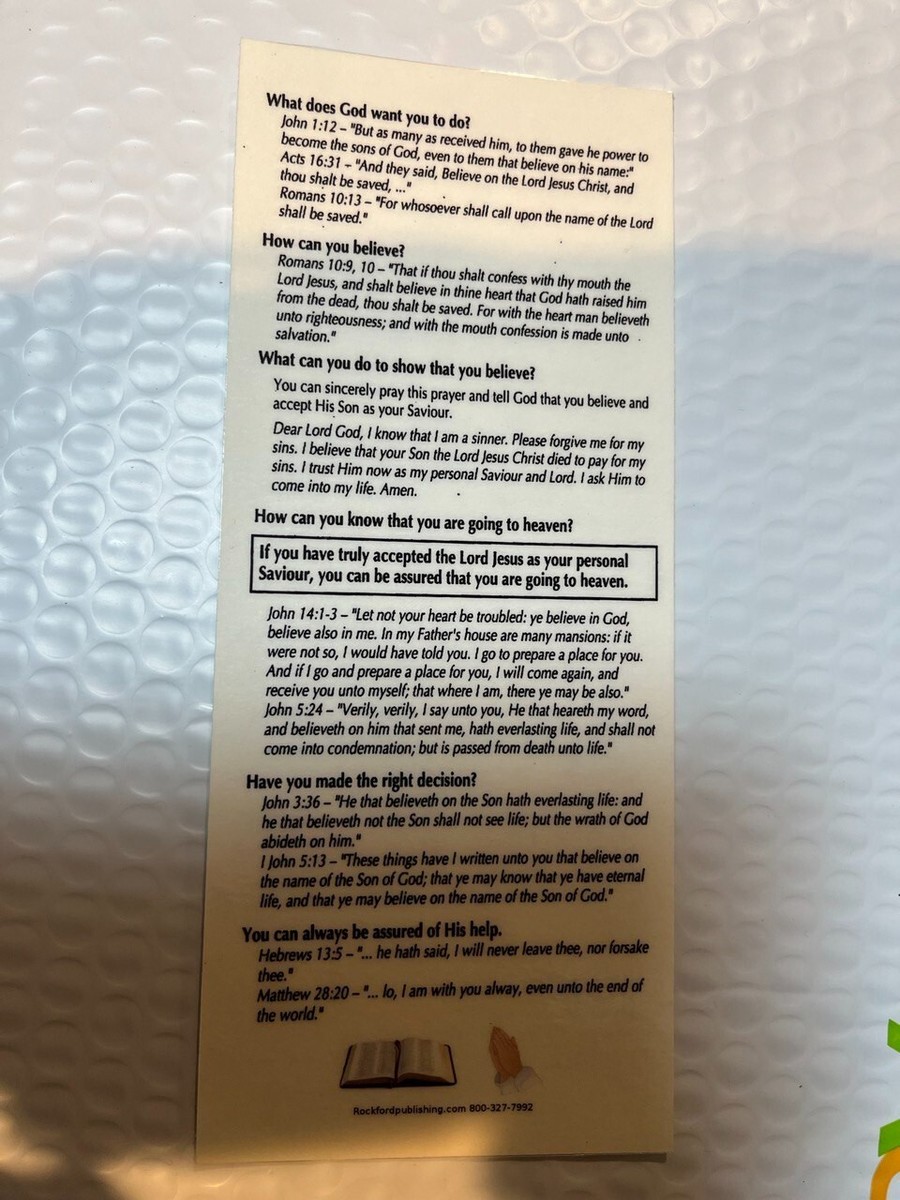 What does God want you to do?
John 1:12 – "But as many as received him, to them gave he power to
become the sons of God, even to them that believe on his name:"
Acts 16:31 – "And they said, Believe on the Lord Jesus Christ, and
thou shalt be saved, ..."
Romans 10:13 – "For whosoever shall call upon the name of the Lord
shall be saved."
How can you believe?
Romans 10:9, 10 – "That if thou shalt confess with thy mouth the
Lord Jesus, and shalt believe in thine heart that God hath raised him
from the dead, thou shalt be saved. For with the heart man believeth
unto righteousness; and with the mouth confession is made unto
salvation."
What can you do to show that you believe?
You can sincerely pray this prayer and tell God that you believe and
accept His Son as your Saviour.
Dear Lord God, I know that I am a sinner. Please forgive me for my
sins. I believe that your Son the Lord Jesus Christ died to pay for my
sins. I trust Him now as my personal Saviour and Lord. I ask Him to
come into my life. Amen.
How can you know that you are going to heaven?
If you have truly accepted the Lord Jesus as your personal
Saviour, you can be assured that you are going to heaven.
John 14:1-3 – "Let not your heart be troubled: ye believe in God,
believe also in me. In my Father's house are many mansions: if it
were not so, I would have told you. I go to prepare a place for you.
And if I go and prepare a place for you, I will come again, and
receive you unto myself; that where I am, there ye may be also."
John 5:24 – "Verily, verily, I say unto you, He that heareth my word,
and believeth on him that sent me, hath everlasting life, and shall not
come into condemnation; but is passed from death unto life."
Have you made the right decision?
John 3:36 – "He that believeth on the Son hath everlasting life: and
he that believeth not the Son shall not see life; but the wrath of God
abideth on him."
I John 5:13 – "These things have I written unto you that believe on
the name of the Son of God; that ye may know that ye have eternal
life, and that ye may believe on the name of the Son of God."
You can always be assured of His help.
Hebrews 13:5 – "... he hath said, I will never leave thee, nor forsake
thee."
Matthew 28:20 – "... lo, I am with you alway, even unto the end of
the world."
Rockfordpublishing.com 800-327-7992